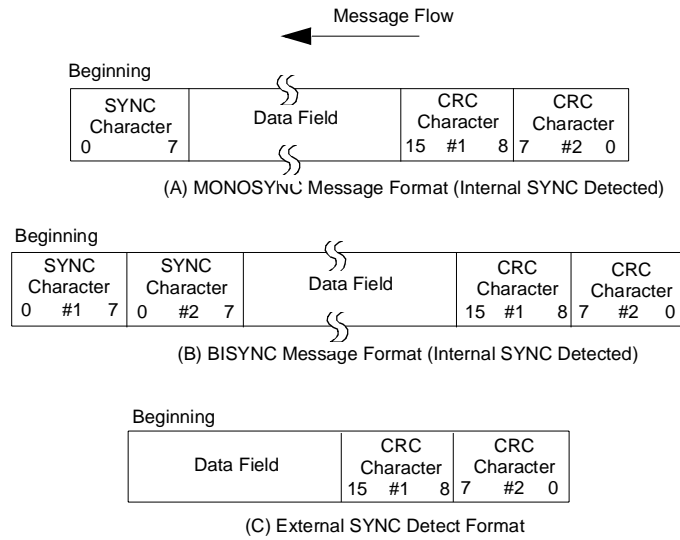 Message Flow
Beginning
SYNC Character 0 7
Data Field
CRC Character 15 #1 8
CRC Character 7 #2 0
(A) MONOSYNC Message Format (Internal SYNC Detected)
Beginning
SYNC Character 0 #1 7
SYNC Character 0 #2 7
Data Field
CRC Character 15 #1 8
CRC Character 7 #2 0
(B) BISYNC Message Format (Internal SYNC Detected)
Beginning
Data Field
CRC Character 15 #1 8
CRC Character 7 #2 0
(C) External SYNC Detect Format